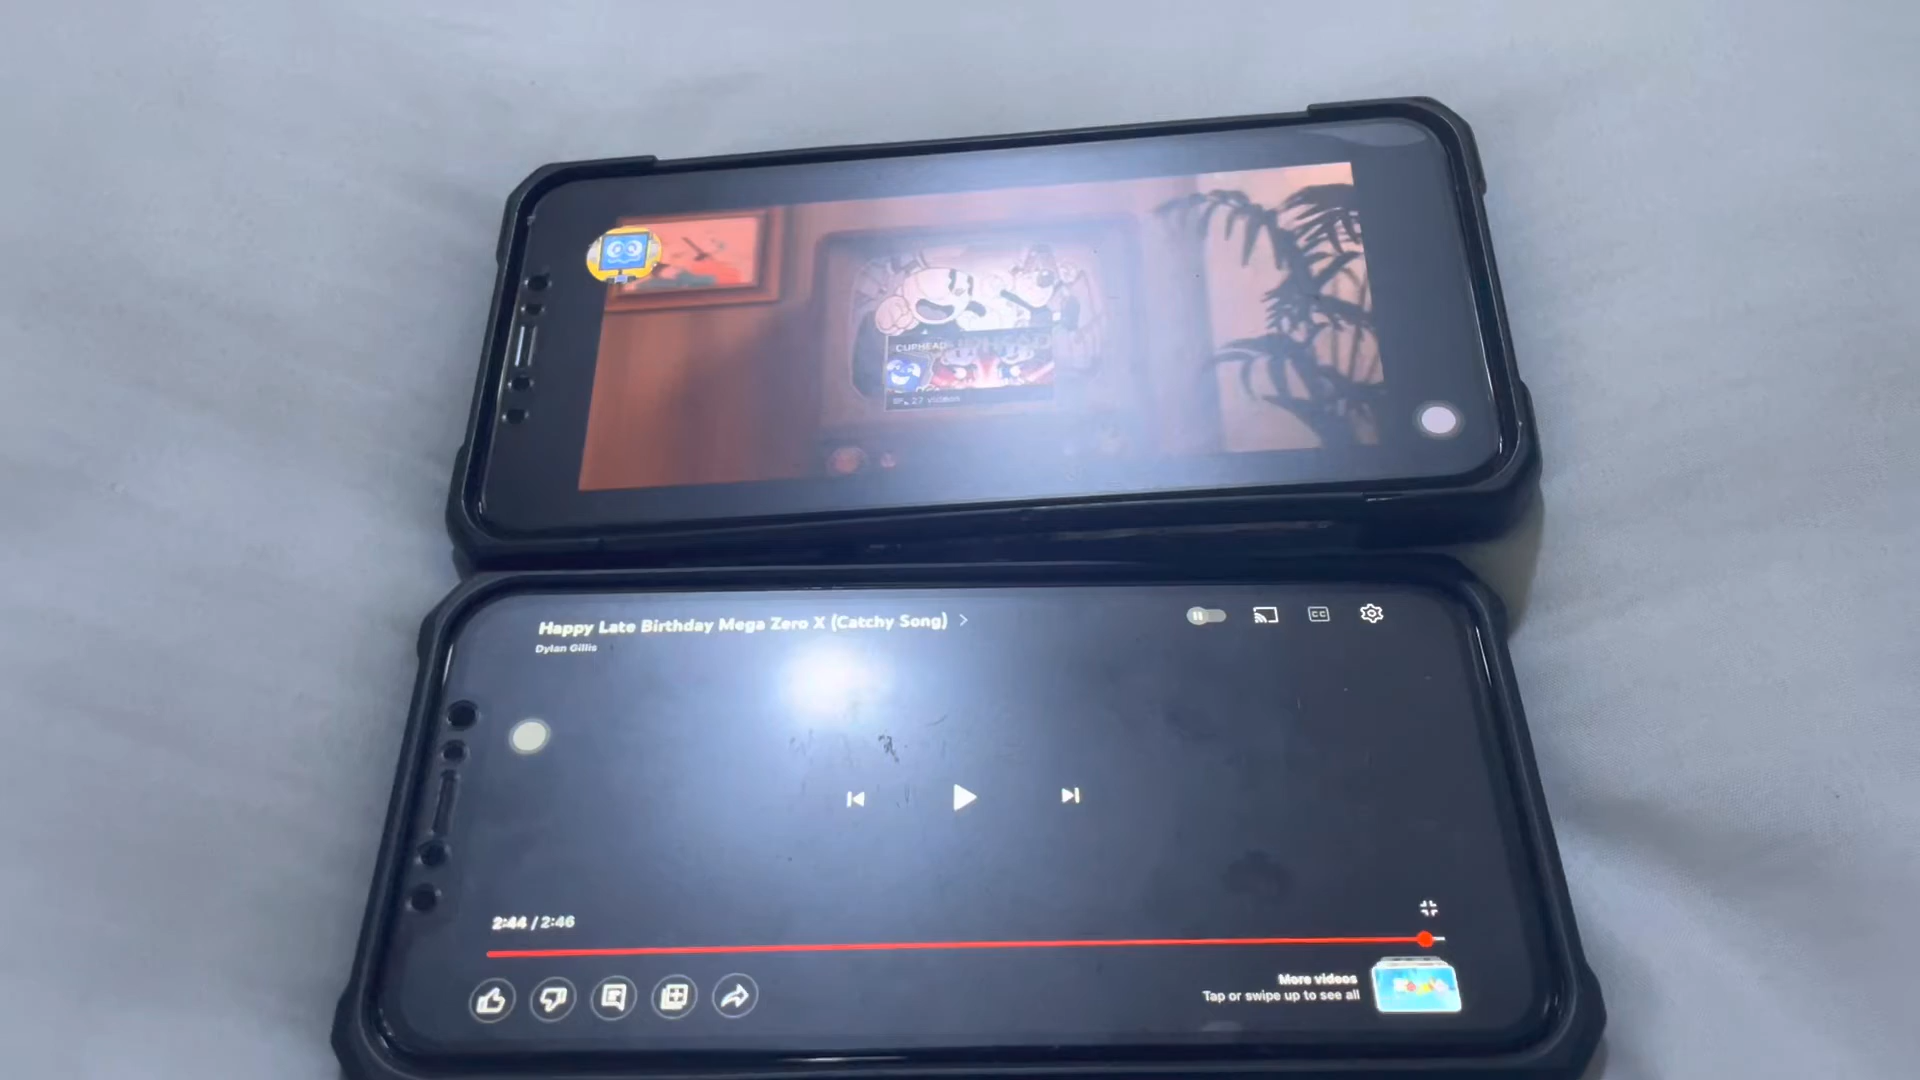 CUPHEAD
Happy Late Birthday Mega Zero X (Catchy Song)
Dylan Gillis
CC
2:44 / 2:46
More videos
Tap or swipe up to see all